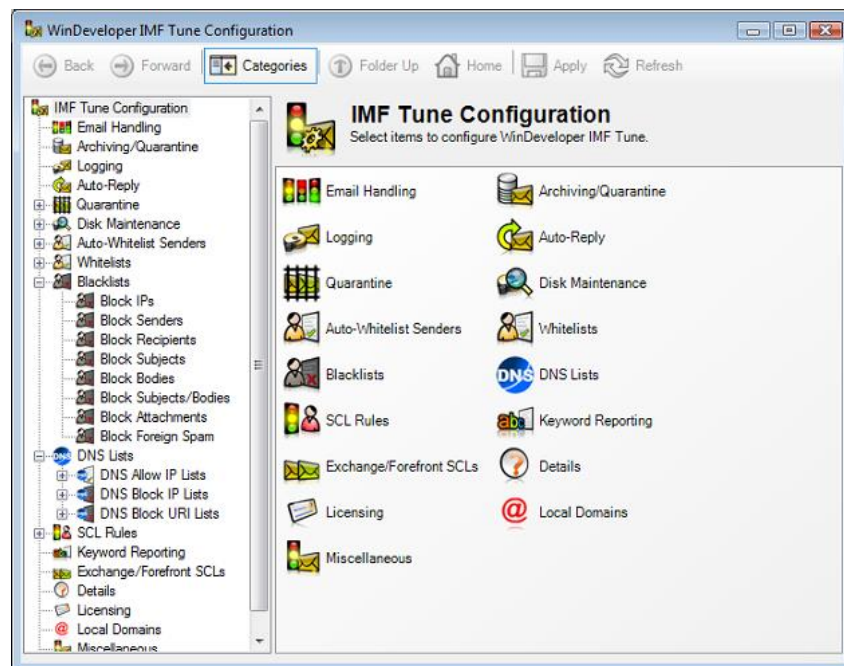 WinDeveloper IMF Tune Configuration
Back Forward Categories Folder Up Home Apply Refresh
IMF Tune Configuration
Email Handling
Archiving/Quarantine
Logging
Auto-Reply
Quarantine
Disk Maintenance
Auto-Whitelist Senders
Whitelists
Blacklists
Block IPs
Block Senders
Block Recipients
Block Subjects
Block Bodies
Block Subjects/Bodies
Block Attachments
Block Foreign Spam
DNS Lists
DNS Allow IP Lists
DNS Block IP Lists
DNS Block URI Lists
SCL Rules
Keyword Reporting
Exchange/Forefront SCLs
Details
Licensing
Local Domains
Miscellaneous
IMF Tune Configuration
Select items to configure WinDeveloper IMF Tune.
Email Handling Archiving/Quarantine
Logging Auto-Reply
Quarantine Disk Maintenance
Auto-Whitelist Senders Whitelists
Blacklists DNS DNS Lists
SCL Rules abc Keyword Reporting
Exchange/Forefront SCLs Details
Licensing @ Local Domains
Miscellaneous